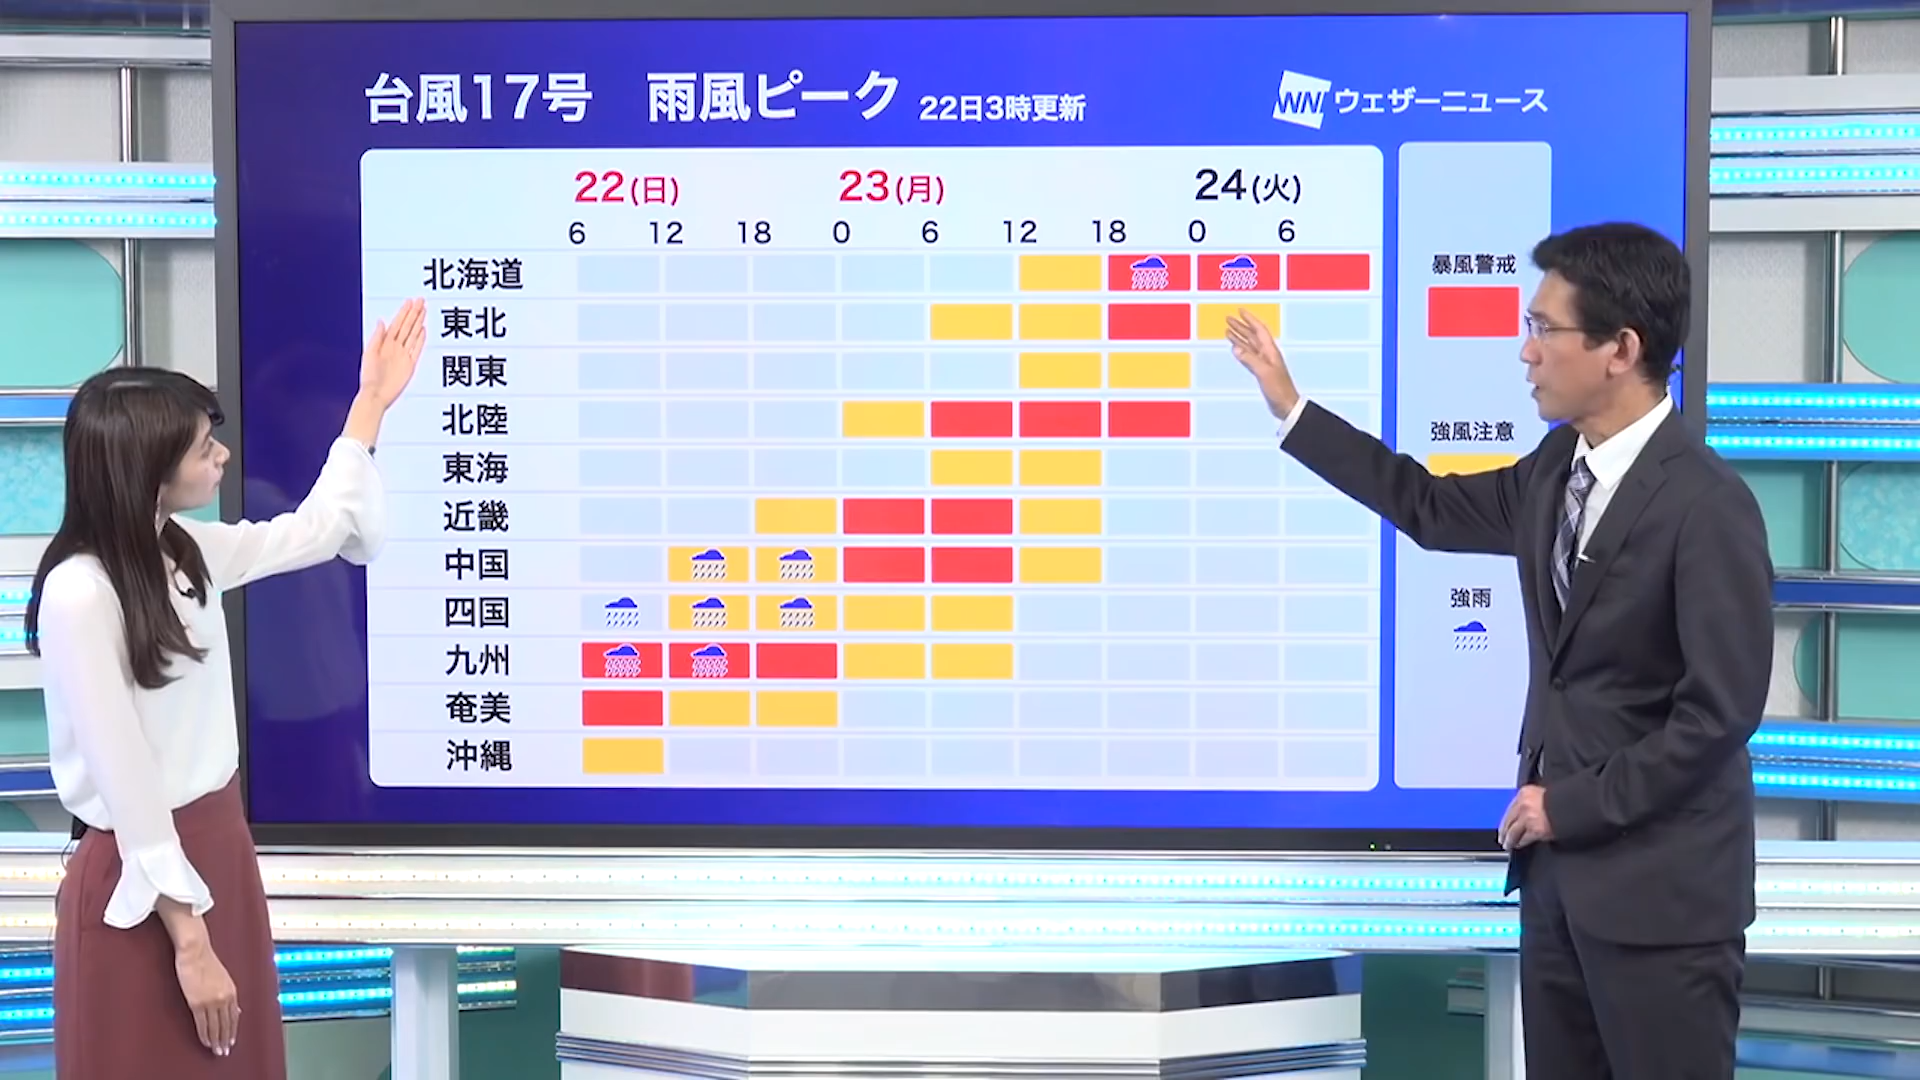 台風17号 雨風ピーク 22日3時更新
WN ウェザーニュース
22(日) 23(月) 24(火)
6 12 18 0 6 12 18 0 6
北海道
東北
関東
北陸
東海
近畿
中国
四国
九州
奄美
沖縄
暴風警戒
強風注意
強雨